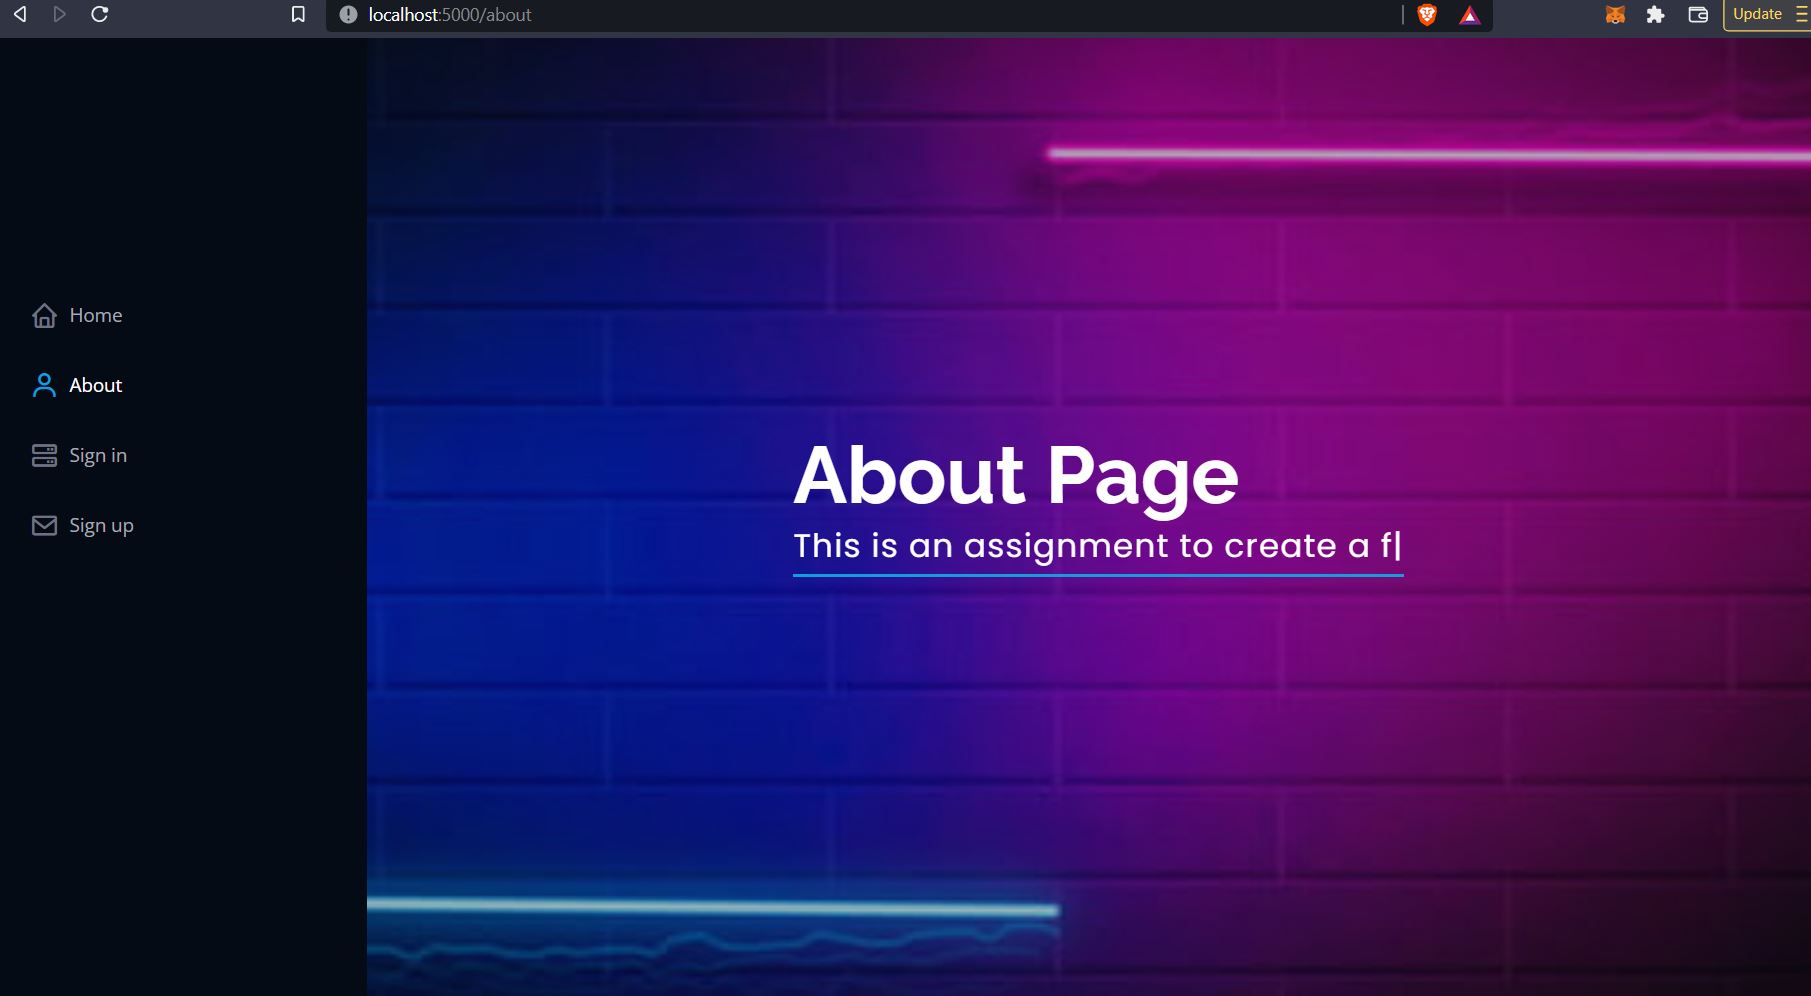 localhost:5000/about
Update
Home
About
Sign in
Sign up
About Page
This is an assignment to create a f|